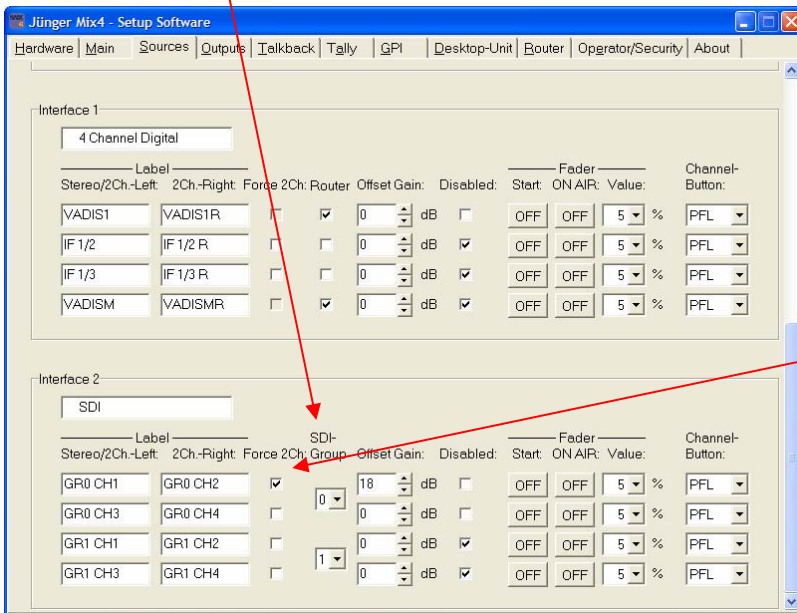 Jünger Mix4 - Setup Software
Hardware Main Sources Outputs Talkback Tally GPI Desktop-Unit Router Operator/Security About
Interface 1
4 Channel Digital
Label Fader Channel-
Stereo/2Ch.-Left: 2Ch.-Right: Force 2Ch: Router Offset Gain: Disabled: Start: ON AIR: Value: Button:
VADIS1 VADIS1R 0 dB OFF OFF 5 % PFL
IF 1/2 IF 1/2 R 0 dB OFF OFF 5 % PFL
IF 1/3 IF 1/3 R 0 dB OFF OFF 5 % PFL
VADISM VADISMR 0 dB OFF OFF 5 % PFL
Interface 2
SDI
Label SDI- Fader Channel-
Stereo/2Ch.-Left: 2Ch.-Right: Force 2Ch: Group Offset Gain: Disabled: Start: ON AIR: Value: Button:
GR0 CH1 GR0 CH2 0 18 dB OFF OFF 5 % PFL
GR0 CH3 GR0 CH4 0 dB OFF OFF 5 % PFL
GR1 CH1 GR1 CH2 1 0 dB OFF OFF 5 % PFL
GR1 CH3 GR1 CH4 0 dB OFF OFF 5 % PFL